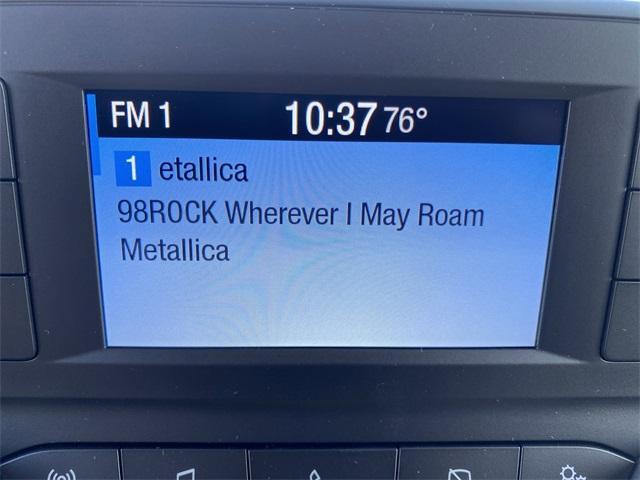 FM 1 10:37 76°
1 etallica
98ROCK Wherever I May Roam
Metallica